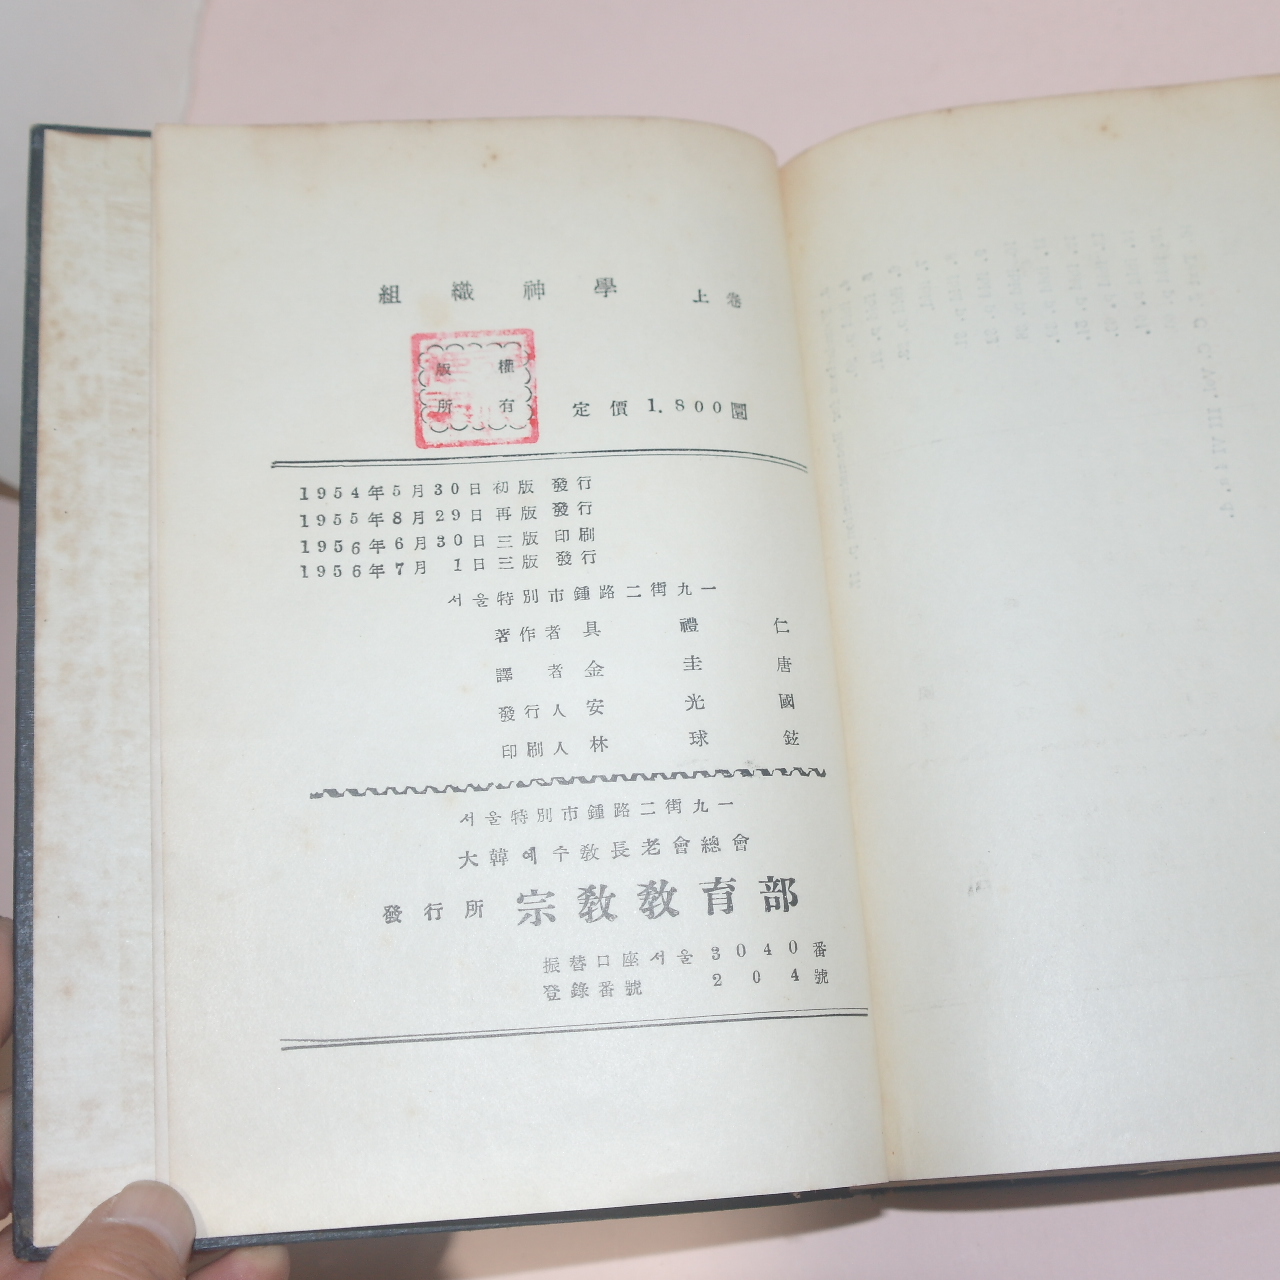 組織神學 上卷
版權
所有
定價 1.800圜
1954年5月30日初版發行
1955年8月29日再版發行
1956年6月30日三版印刷
1956年7月1日三版發行
서울特別市鍾路二街九一
著作者 具禮仁
譯者 金圭唐
發行人 安光國
印刷人 林球鉉
서울特別市鍾路二街九一
大韓예수敎長老會總會
發行所 宗敎敎育部
振替口座서울3040番
登錄番號 204號